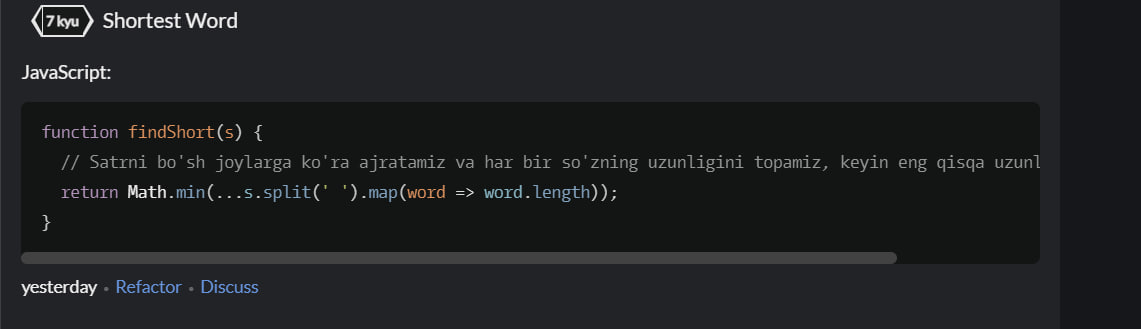 7 kyu Shortest Word
JavaScript:
function findShort(s) {
// Satrni bo'sh joylarga ko'ra ajratamiz va har bir so'zning uzunligini topamiz, keyin eng qisqa
return Math.min(...s.split(' ').map(word => word.length));
}
yesterday • Refactor • Discuss